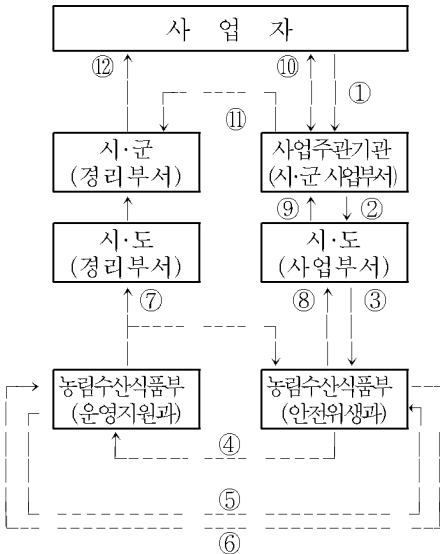 사 업 자
⑫ ⑩ ①
⑪
시·군 사업주관기관
(경리부서) (시·군 사업부서)
⑨ ②
시·도 시·도
(경리부서) (사업부서)
⑦ ⑧ ③
농림수산식품부 농림수산식품부
(운영지원과) (안전위생과)
④
⑤
⑥